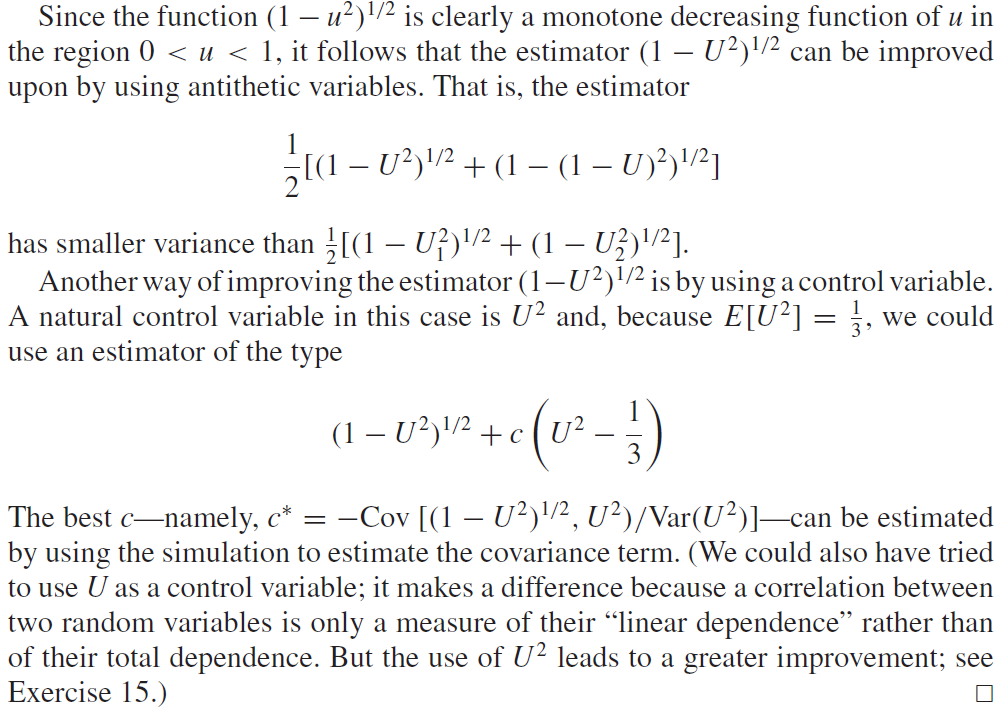 Since the function (1 − u²)^{1/2} is clearly a monotone decreasing function of u in
the region 0 < u < 1, it follows that the estimator (1 − U²)^{1/2} can be improved
upon by using antithetic variables. That is, the estimator
\frac{1}{2}[(1 − U²)^{1/2} + (1 − (1 − U)²)^{1/2}]
has smaller variance than \frac{1}{2}[(1 − U_1^2)^{1/2} + (1 − U_2^2)^{1/2}].
Another way of improving the estimator (1−U²)^{1/2} is by using a control variable.
A natural control variable in this case is U² and, because E[U²] = \frac{1}{3}, we could
use an estimator of the type
(1 − U²)^{1/2} + c (U² − \frac{1}{3})
The best c—namely, c* = −Cov [(1 − U²)^{1/2}, U²)/Var(U²)]—can be estimated
by using the simulation to estimate the covariance term. (We could also have tried
to use U as a control variable; it makes a difference because a correlation between
two random variables is only a measure of their “linear dependence” rather than
of their total dependence. But the use of U² leads to a greater improvement; see
Exercise 15.) □